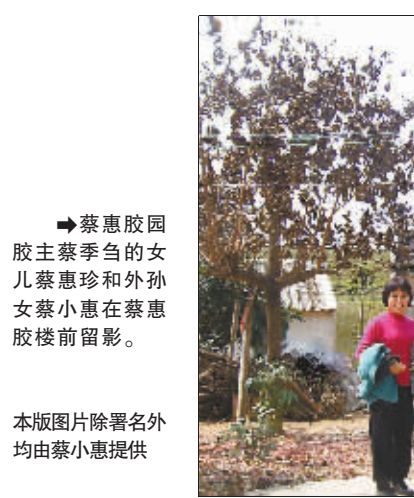 ➡蔡惠胶园
胶主蔡季刍的女
儿蔡惠珍和外孙
女蔡小惠在蔡惠
胶楼前留影。
本版图片除署名外
均由蔡小惠提供